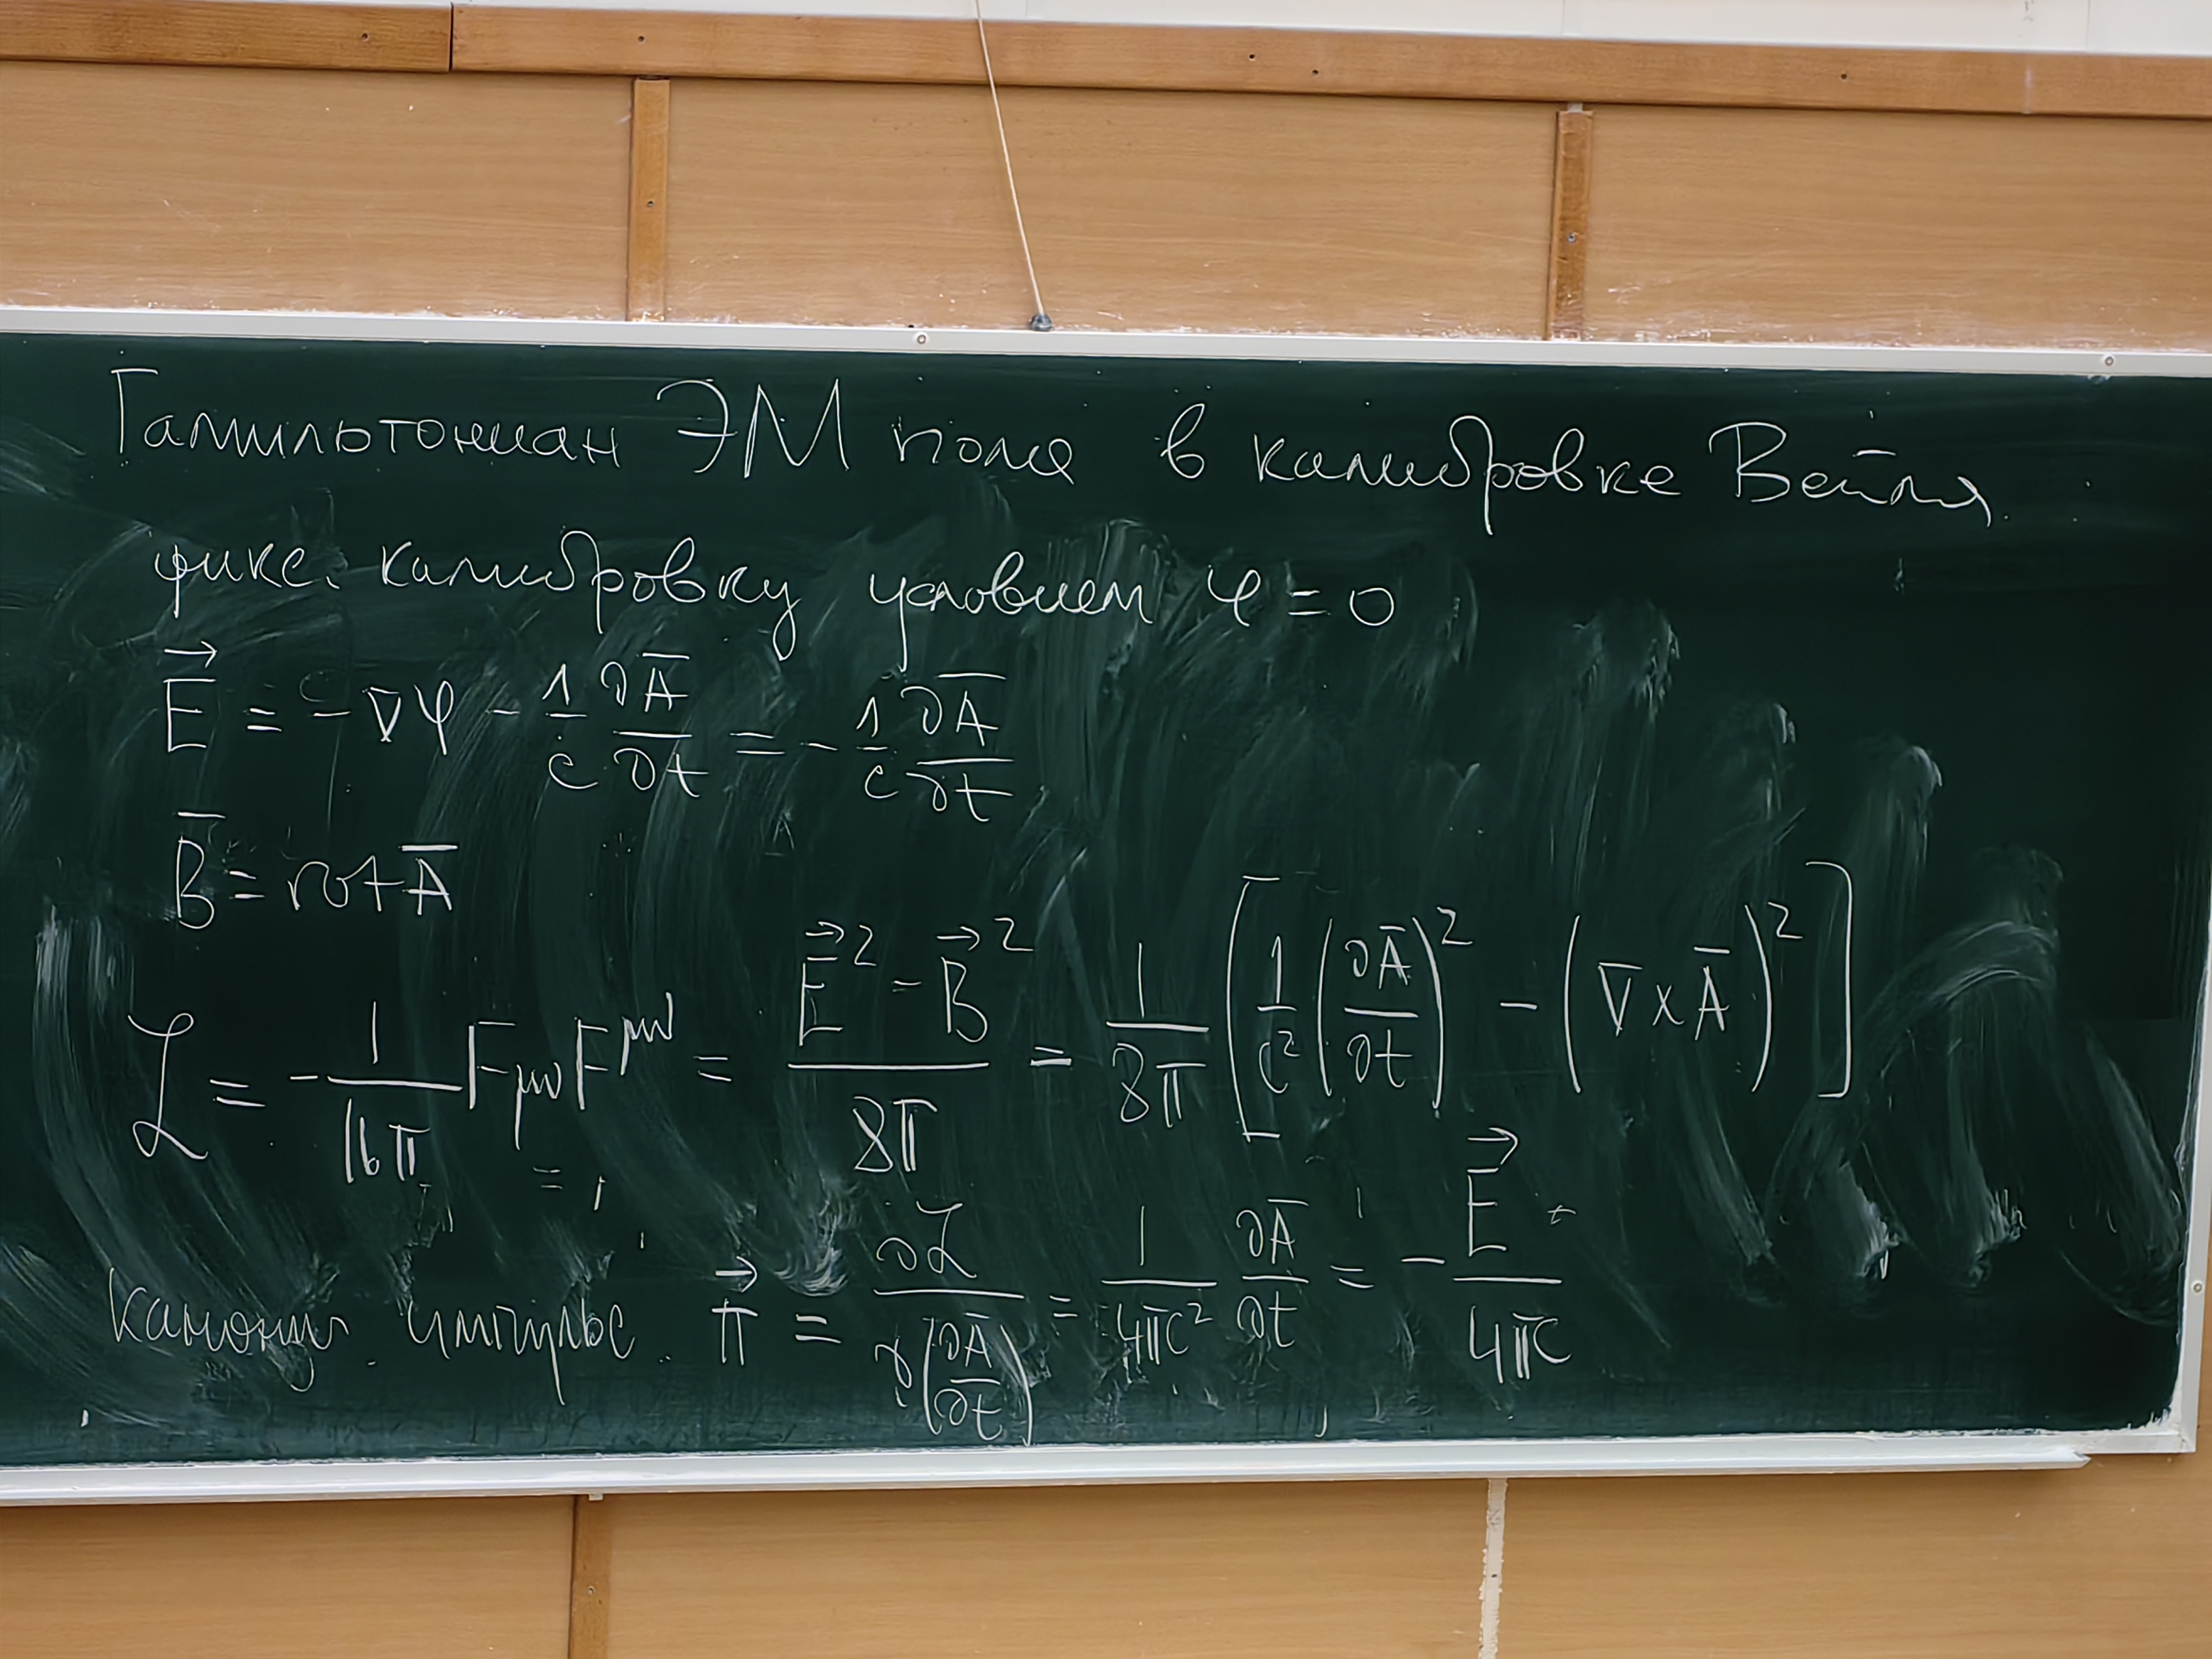 Гамильтониан ЭМ поля в калибровке Вейля
фикс. калибровку условием φ = 0
$\vec{E} = -\nabla\varphi - \frac{1}{c}\frac{\partial \bar{A}}{\partial t} = -\frac{1}{c}\frac{\partial \bar{A}}{\partial t}$
$\bar{B} = rot \bar{A}$
$\mathcal{L} = -\frac{1}{16\pi} F_{\mu\nu}F^{\mu\nu} = \frac{\vec{E}^2 - \vec{B}^2}{8\pi} = \frac{1}{8\pi}\left[\frac{1}{c^2}\left(\frac{\partial \bar{A}}{\partial t}\right)^2 - \left(\bar{\nabla} \times \bar{A}\right)^2\right]$
канонич. импульс. $\vec{\pi} = \frac{\partial \mathcal{L}}{\partial\left(\frac{\partial \bar{A}}{\partial t}\right)} = \frac{1}{4\pi c^2}\frac{\partial \bar{A}}{\partial t} = -\frac{\vec{E}}{4\pi c}$